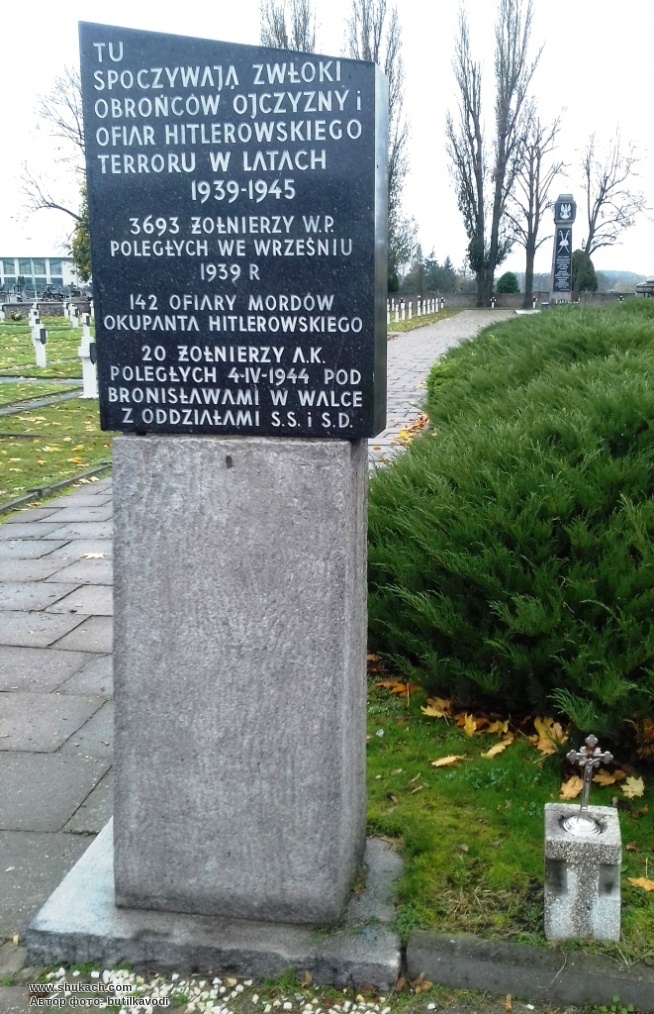 TU
SPOCZYWAJĄ ZWŁOKI
OBROŃCÓW OJCZYZNY i
OFIAR HITLEROWSKIEGO
TERRORU W LATACH
1939-1945
3693 ŻOŁNIERZY W.P.
POLEGŁYCH WE WRZEŚNIU
1939 R
142 OFIARY MORDÓW
OKUPANTA HITLEROWSKIEGO
20 ŻOŁNIERZY A.K.
POLEGŁYCH 4-IV-1944 POD
BRONISŁAWAMI W WALCE
Z ODDZIAŁAMI S.S. i S.D.
www.shukach.com
Автор фото: butilkavodi